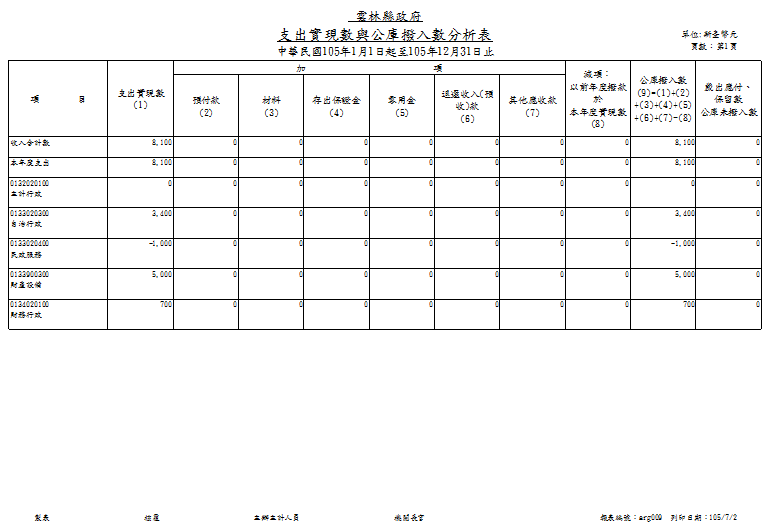 雲林縣政府
支出實現數與公庫撥入數分析表
中華民國105年1月1日起至105年12月31日止
單位:新臺幣元
頁數：第1頁
項 目 支出實現數 (1) 加 項 減項： 以前年度撥款 於 本年度實現數 (8) 公庫撥入數 (9)=(1)+(2) +(3)+(4)+(5) +(6)+(7)-(8) 應付、 保留數 公庫未撥入數
預付款 (2) 材料 (3) 存出保證金 (4) 零用金 (5) 退還收入(預 收)款 (6) 其他應收款 (7)
收入合計數 8,100 0 0 0 0 0 0 0 8,100 0
本年度支出 8,100 0 0 0 0 0 0 0 8,100 0
0132020100 0 0 0 0 0 0 0 0 0 0
主計行政
0133020300 3,400 0 0 0 0 0 0 0 3,400 0
自治行政
0133020400 -1,000 0 0 0 0 0 0 0 -1,000 0
民政服務
0133900300 5,000 0 0 0 0 0 0 0 5,000 0
財產設備
0134020100 700 0 0 0 0 0 0 0 700 0
財務行政
製表 核 主辦主計人員 機關長官 報表編號：arg009 列印日期：105/7/2